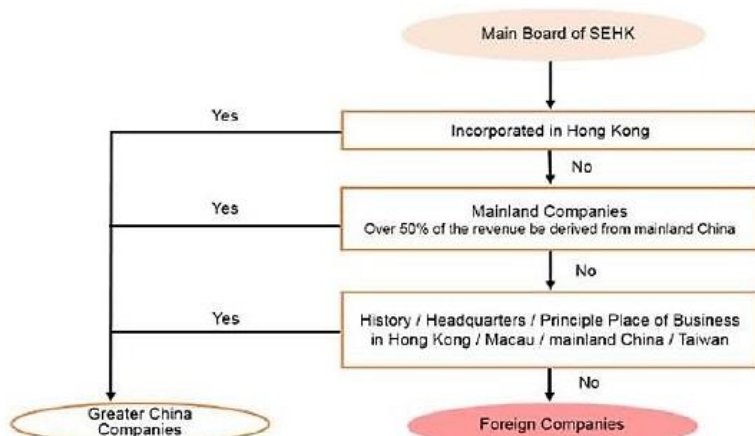 Main Board of SEHK
Yes
Incorporated in Hong Kong
No
Yes
Mainland Companies
Over 50% of the revenue be derived from mainland China
No
Yes
History / Headquarters / Principle Place of Business
in Hong Kong / Macau / mainland China / Taiwan
No
Greater China
Companies
Foreign Companies